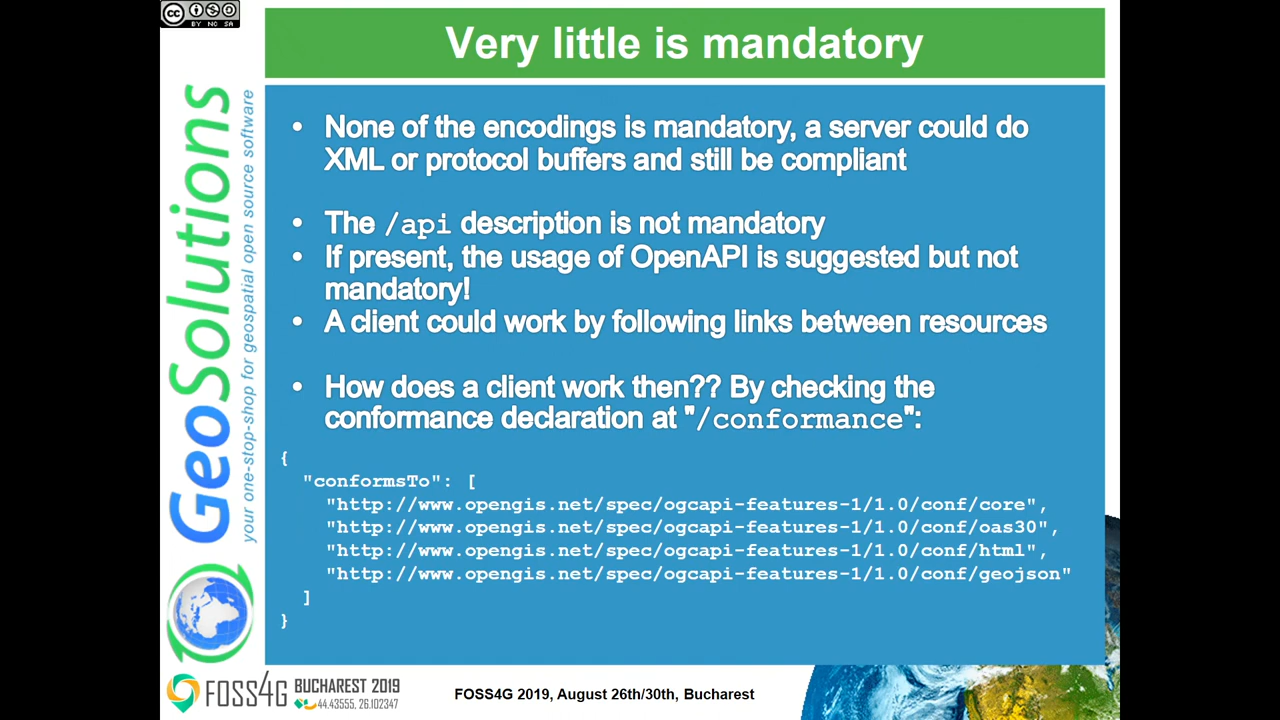 BY NC SA
Very little is mandatory
GeoSolutions
your one-stop-shop for geospatial open source software
• None of the encodings is mandatory, a server could do
XML or protocol buffers and still be compliant
• The /api description is not mandatory
• If present, the usage of OpenAPI is suggested but not
mandatory!
• A client could work by following links between resources
• How does a client work then?? By checking the
conformance declaration at "/conformance":
{
"conformsTo": [
"http://www.opengis.net/spec/ogcapi-features-1/1.0/conf/core",
"http://www.opengis.net/spec/ogcapi-features-1/1.0/conf/oas30",
"http://www.opengis.net/spec/ogcapi-features-1/1.0/conf/html",
"http://www.opengis.net/spec/ogcapi-features-1/1.0/conf/geojson"
]
}
FOSS4G BUCHAREST 2019
44.43555, 26.102347
FOSS4G 2019, August 26th/30th, Bucharest